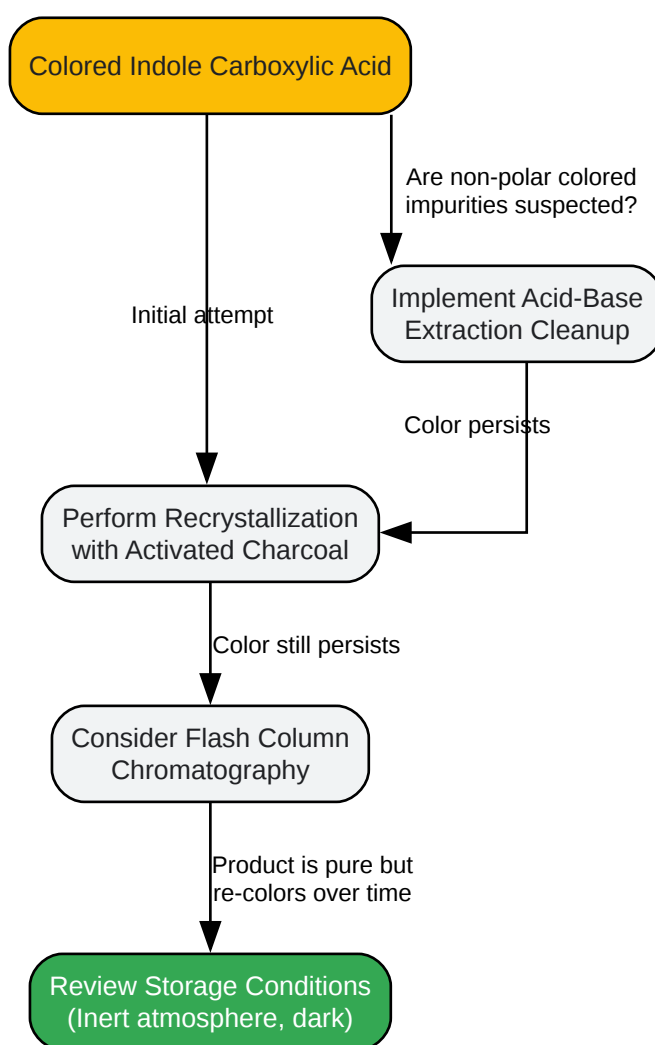 Colored Indole Carboxylic Acid
Are non-polar colored
impurities suspected?
Implement Acid-Base
Extraction Cleanup
Initial attempt
Color persists
Perform Recrystallization
with Activated Charcoal
Color still persists
Consider Flash Column
Chromatography
Product is pure but
re-colors over time
Review Storage Conditions
(Inert atmosphere, dark)